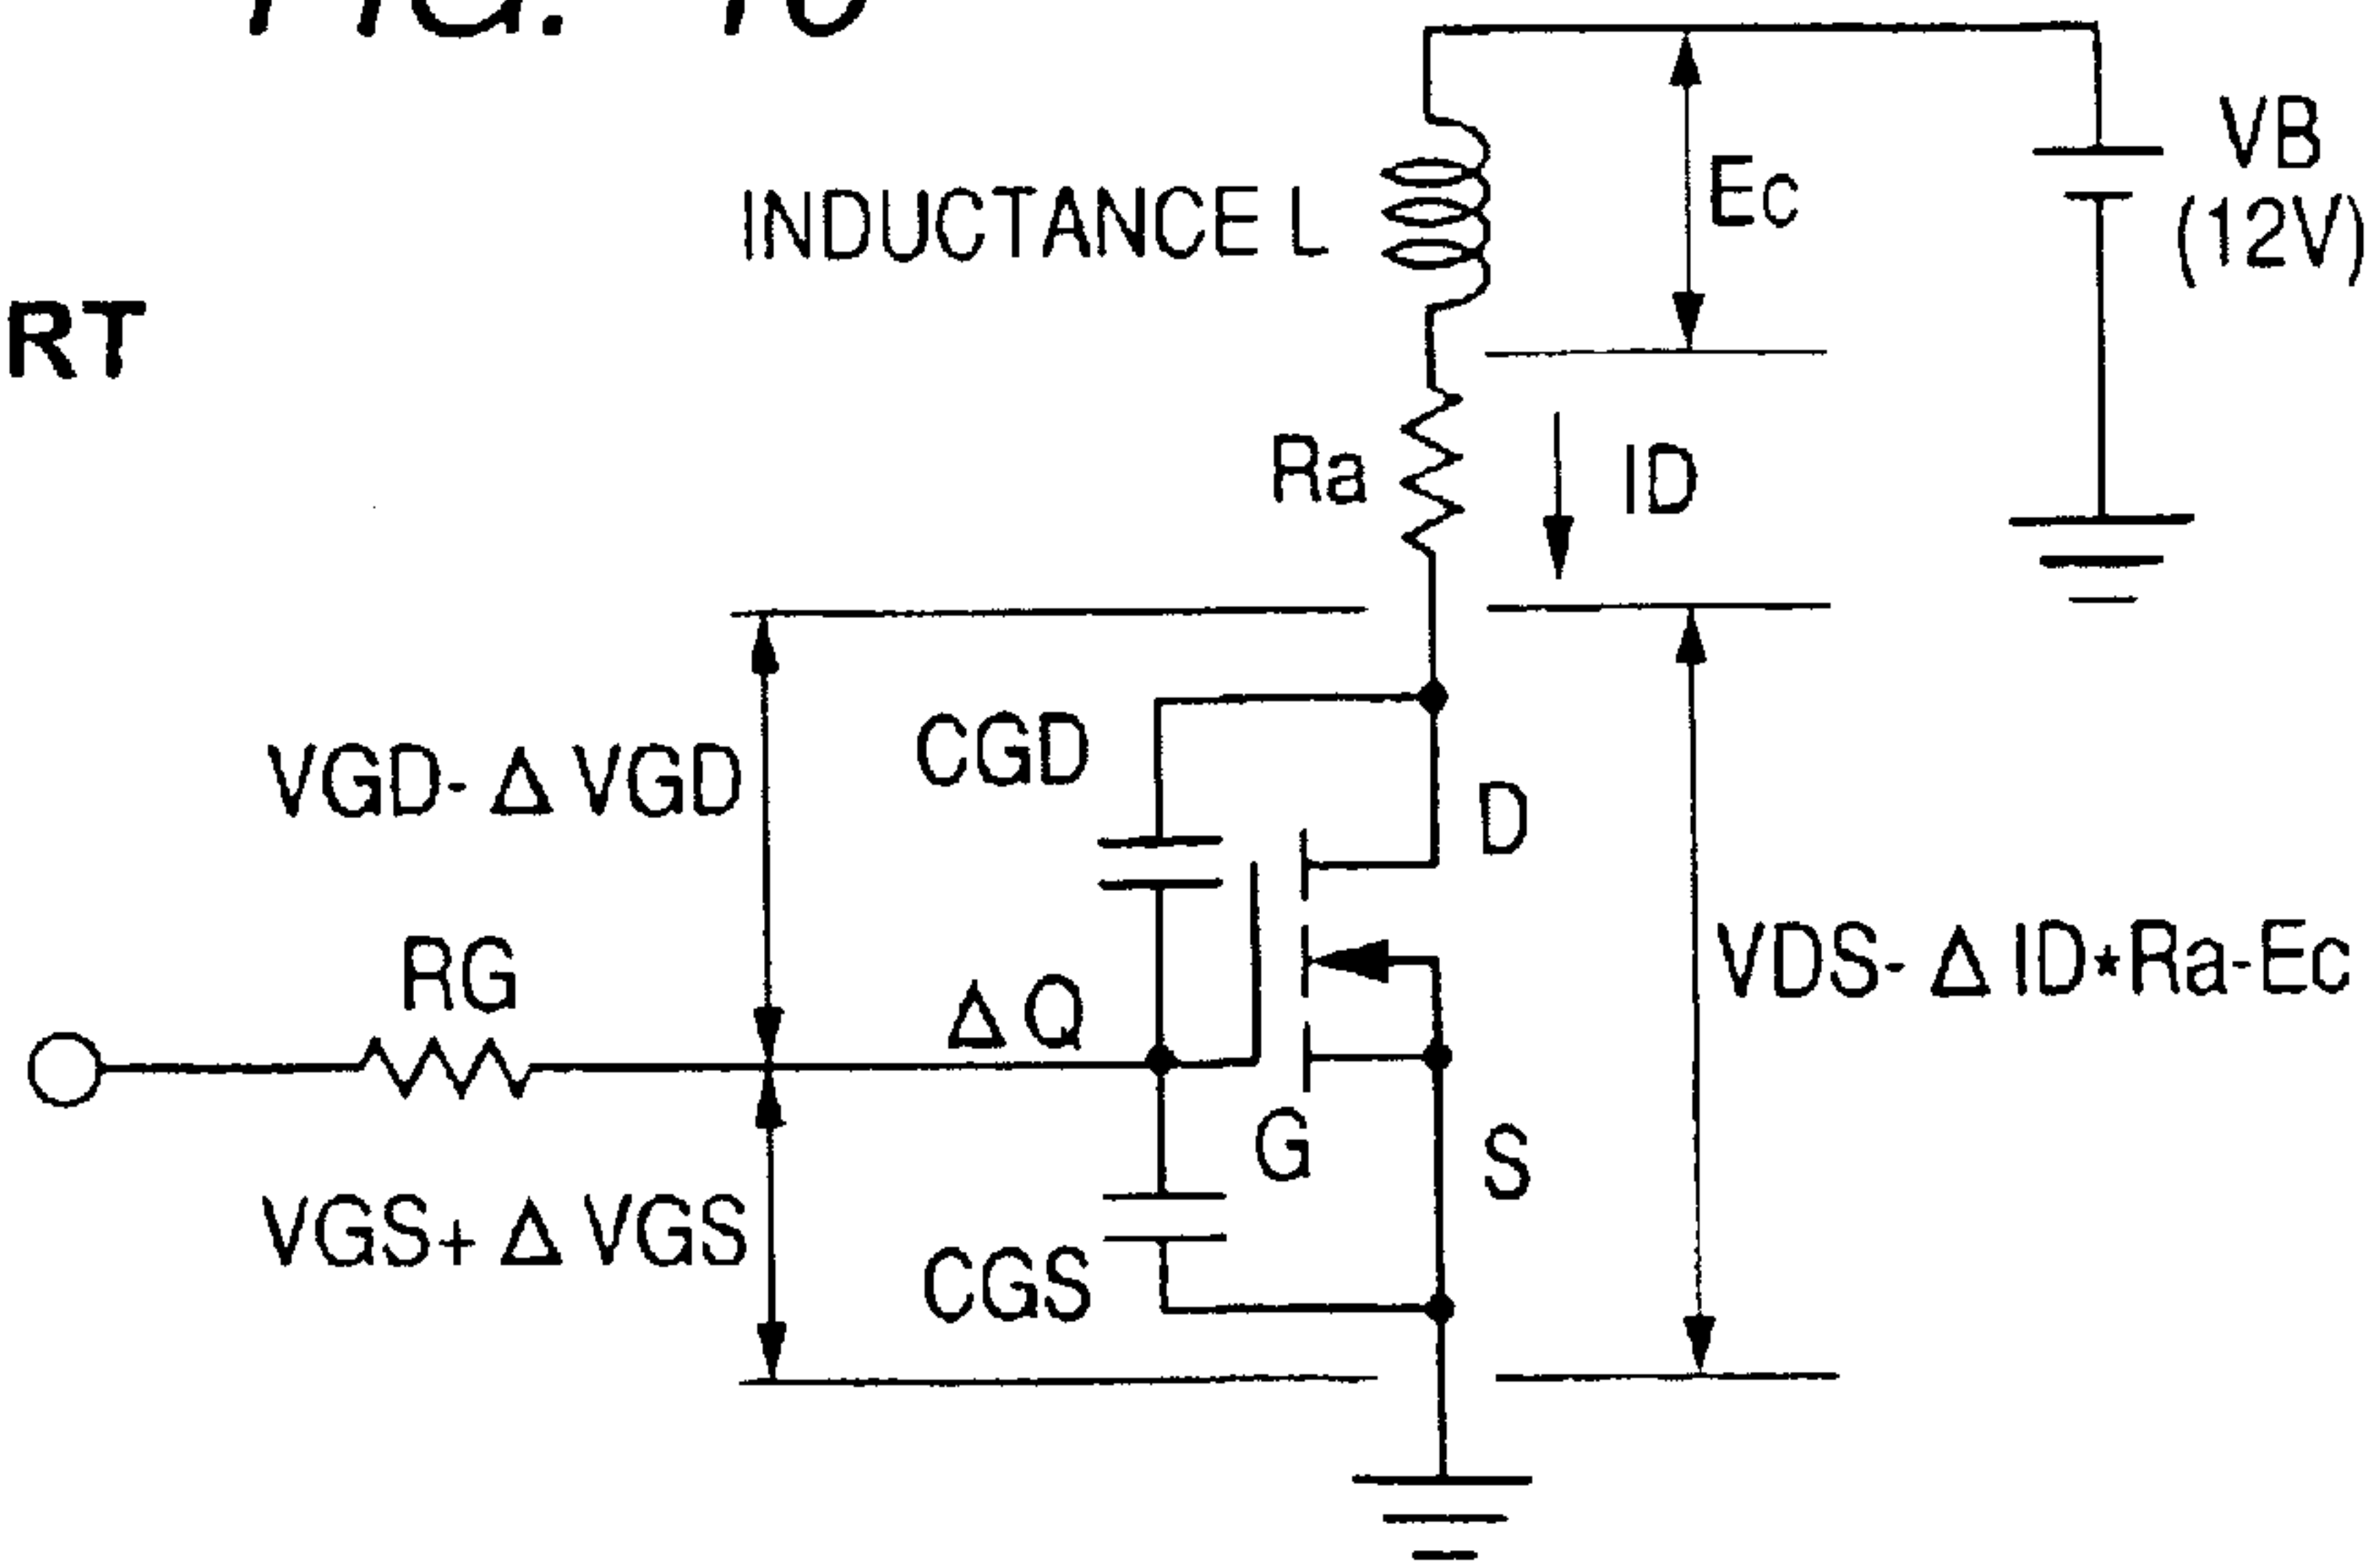 FIG.
VB
(12V)
INDUCTANCE L
Ec
RT
Ra
ID
CGD
VGD-ΔVGD
D
RG
ΔQ
VDS-ΔID*Ra-Ec
G
S
VGS+ΔVGS
CGS